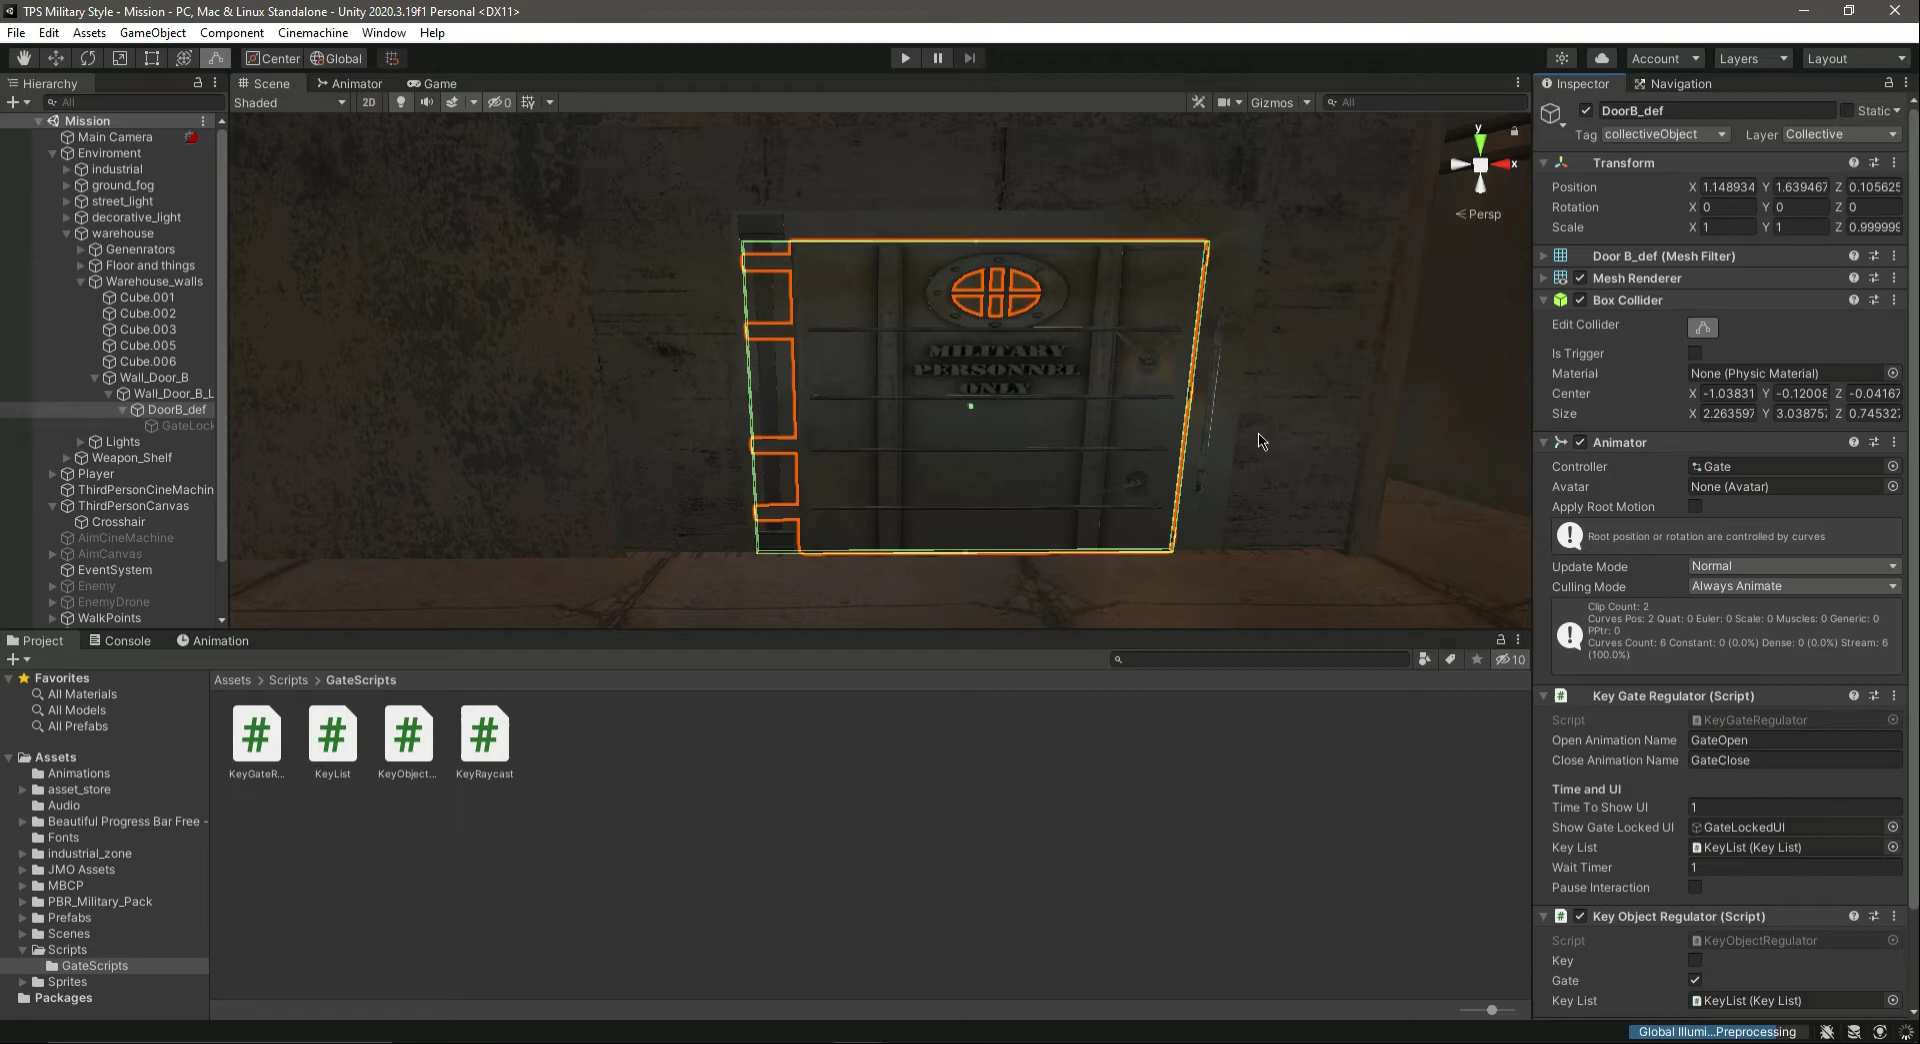 TPS Military Style - Mission - PC, Mac & Linux Standalone - Unity 2020.3.19f1 Personal <DX11>
File Edit Assets GameObject Component Cinemachine Window Help
Center Global Account Layers Layout
Hierarchy
All
Mission
Main Camera
Enviroment
industrial
ground_fog
street_light
decorative_light
warehouse
Genenrators
Floor and things
Warehouse_walls
Cube.001
Cube.002
Cube.003
Cube.005
Cube.006
Wall_Door_B
Wall_Door_B_L
DoorB_def
GateLock
Lights
Weapon_Shelf
Player
ThirdPersonCineMachin
ThirdPersonCanvas
Crosshair
AimCineMachine
AimCanvas
EventSystem
Enemy
EnemyDrone
WalkPoints
Scene Animator Game
Shaded 2D 0 Gizmos All
y
x
Persp
MILITARY
PERSONNEL
ONLY
Inspector Navigation
DoorB_def Static
Tag collectiveObject Layer Collective
Transform
Position X 1.148934 Y 1.639467 Z 0.105625
Rotation X 0 Y 0 Z 0
Scale X 1 Y 1 Z 0.999999
Door B_def (Mesh Filter)
Mesh Renderer
Box Collider
Edit Collider
Is Trigger
Material None (Physic Material)
Center X -1.03831 Y -0.12008 Z -0.04167
Size X 2.263597 Y 3.03875 Z 0.745327
Animator
Controller Gate
Avatar None (Avatar)
Apply Root Motion
Root position or rotation are controlled by curves
Update Mode Normal
Culling Mode Always Animate
Clip Count: 2
Curves Pos: 2 Quat: 0 Euler: 0 Scale: 0 Muscles: 0 Generic: 0
PPtr: 0
Curves Count: 6 Constant: 0 (0.0%) Dense: 0 (0.0%) Stream: 6
(100.0%)
Key Gate Regulator (Script)
Script KeyGateRegulator
Open Animation Name GateOpen
Close Animation Name GateClose
Time and UI
Time To Show UI 1
Show Gate Locked UI GateLockedUI
Key List KeyList (Key List)
Wait Timer 1
Pause Interaction
Key Object Regulator (Script)
Script KeyObjectRegulator
Key
Gate
Key List KeyList (Key List)
Project Console Animation
10
Favorites
All Materials
All Models
All Prefabs
Assets
Animations
asset_store
Audio
Beautiful Progress Bar Free -
Fonts
industrial_zone
JMO Assets
MBCP
PBR_Military_Pack
Prefabs
Scenes
Scripts
GateScripts
Sprites
Packages
Assets > Scripts > GateScripts
KeyGateR... KeyList KeyObject... KeyRaycast
Global Illumi...Preprocessing